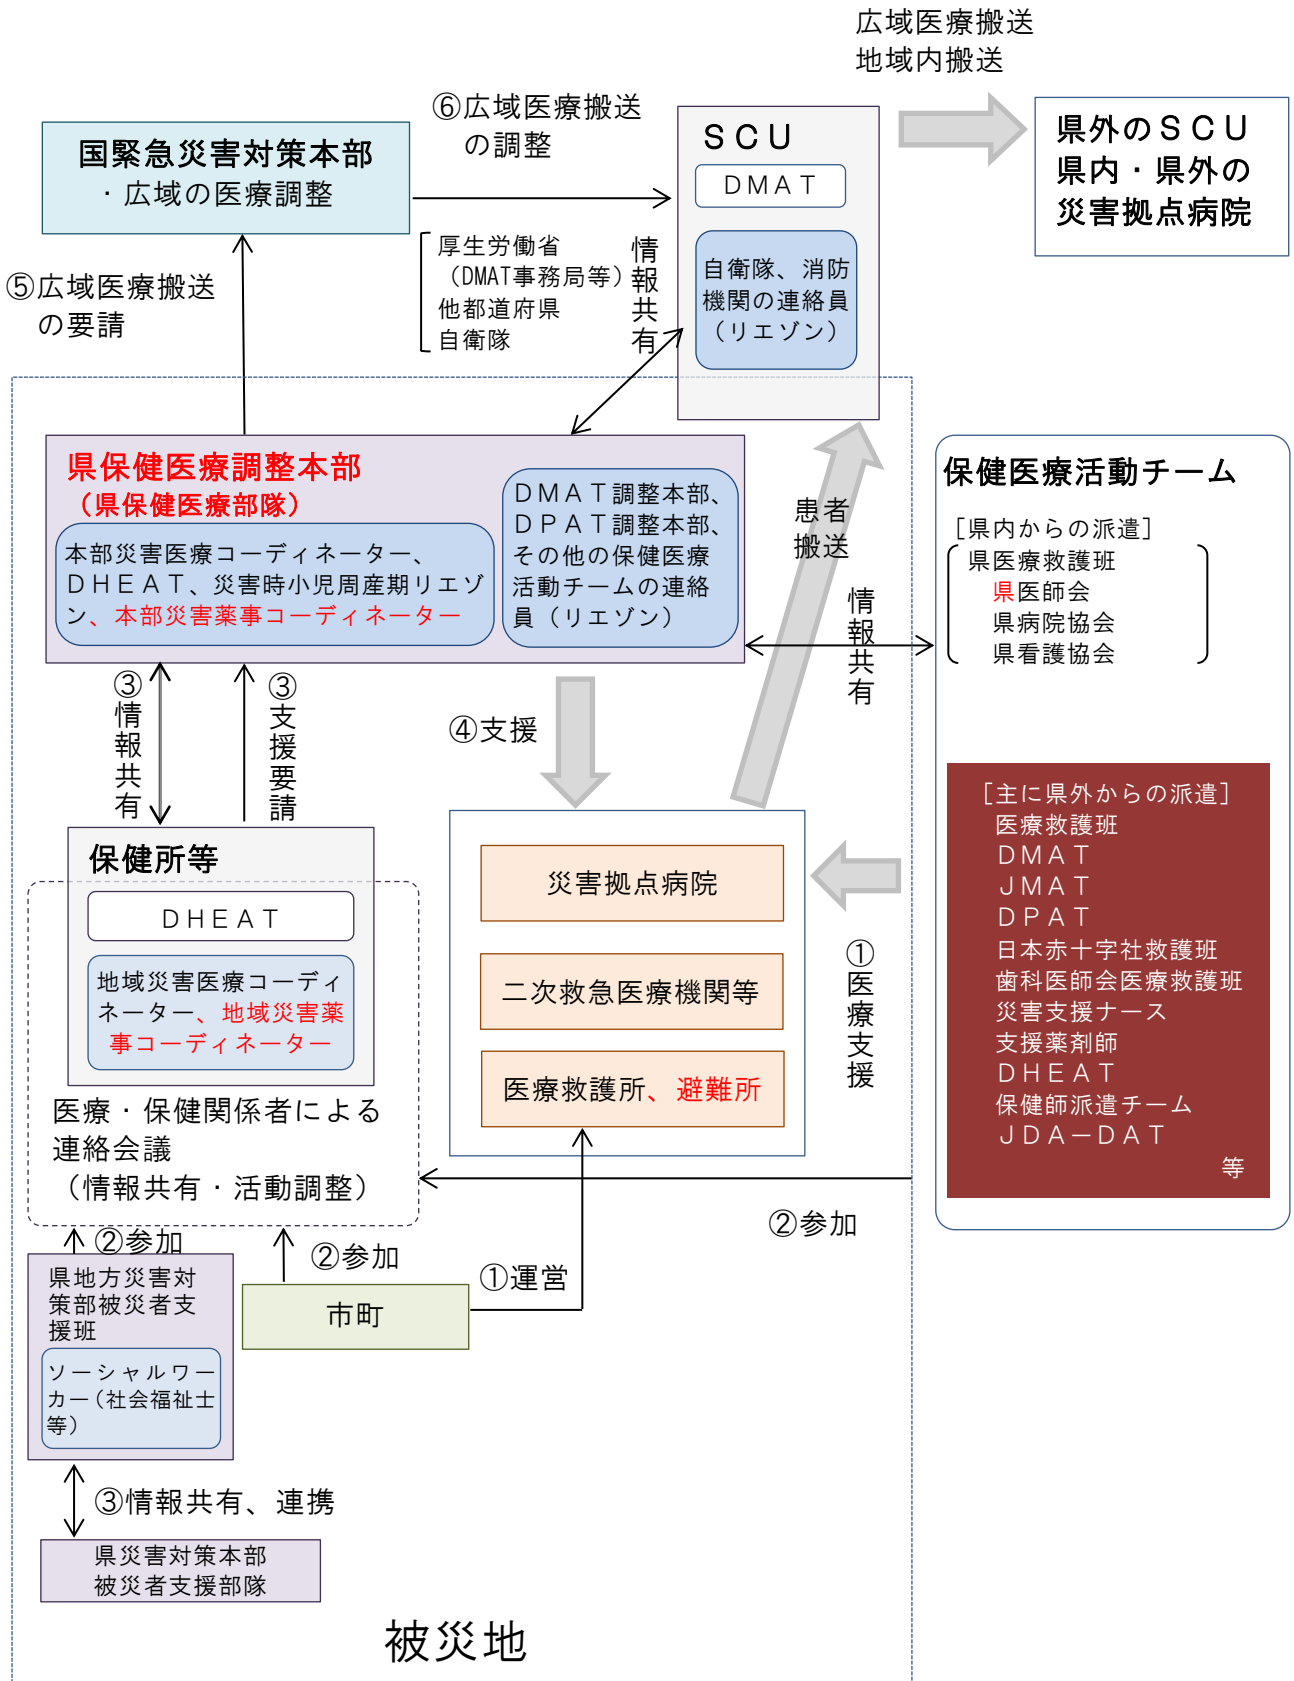 広域医療搬送
地域内搬送
⑥広域医療搬送
の調整
国緊急災害対策本部
・広域の医療調整
ＳＣＵ
ＤＭＡＴ
自衛隊、消防
機関の連絡員
（リエゾン）
県外のＳＣＵ
県内・県外の
災害拠点病院
厚生労働省
（DMAT事務局等）
他都道府県
自衛隊
情報共有
⑤広域医療搬送
の要請
県保健医療調整本部
（県保健医療部隊）
本部災害医療コーディネーター、
ＤＨＥＡＴ、災害時小児周産期リエゾ
ン、本部災害薬事コーディネーター
ＤＭＡＴ調整本部、
ＤＰＡＴ調整本部、
その他の保健医療
活動チームの連絡
員（リエゾン）
患者
搬送
情報共有
保健医療活動チーム
［県内からの派遣］
県医療救護班
県医師会
県病院協会
県看護協会
［主に県外からの派遣］
医療救護班
ＤＭＡＴ
ＪＭＡＴ
ＤＰＡＴ
日本赤十字社救護班
歯科医師会医療救護班
災害支援ナース
支援薬剤師
ＤＨＥＡＴ
保健師派遣チーム
ＪＤＡ－ＤＡＴ
等
③情報共有
③支援要請
④支援
保健所等
ＤＨＥＡＴ
地域災害医療コーディ
ネーター、地域災害薬
事コーディネーター
医療・保健関係者による
連絡会議
（情報共有・活動調整）
災害拠点病院
二次救急医療機関等
医療救護所、避難所
①医療支援
②参加
②参加
②参加
①運営
県地方災害対
策部被災者支
援班
ソーシャルワー
カー（社会福祉士
等）
市町
③情報共有、連携
県災害対策本部
被災者支援部隊
被災地